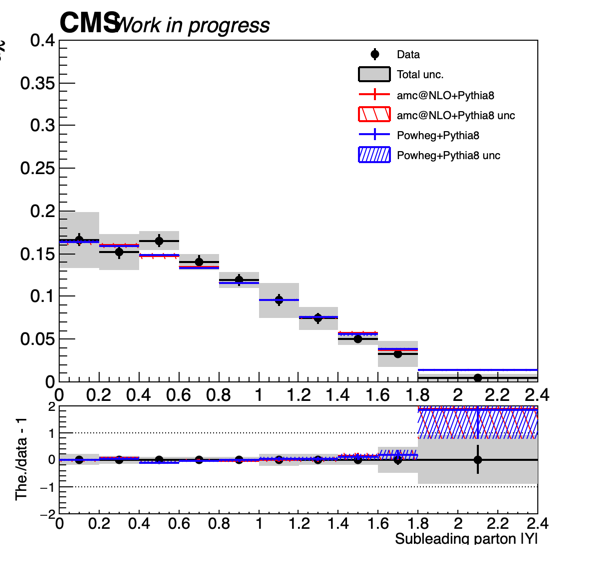 CMS Work in progress
0.4
Data
Total unc.
0.35
amc@NLO+Pythia8
0.3
amc@NLO+Pythia8 unc
Powheg+Pythia8
0.25
Powheg+Pythia8 unc
0.2
0.15
0.1
0.05
0
0 0.2 0.4 0.6 0.8 1 1.2 1.4 1.6 1.8 2 2.2 2.4
The./data - 1
2
1
0
−1
−2
0 0.2 0.4 0.6 0.8 1 1.2 1.4 1.6 1.8 2 2.2 2.4
Subleading parton |Y|